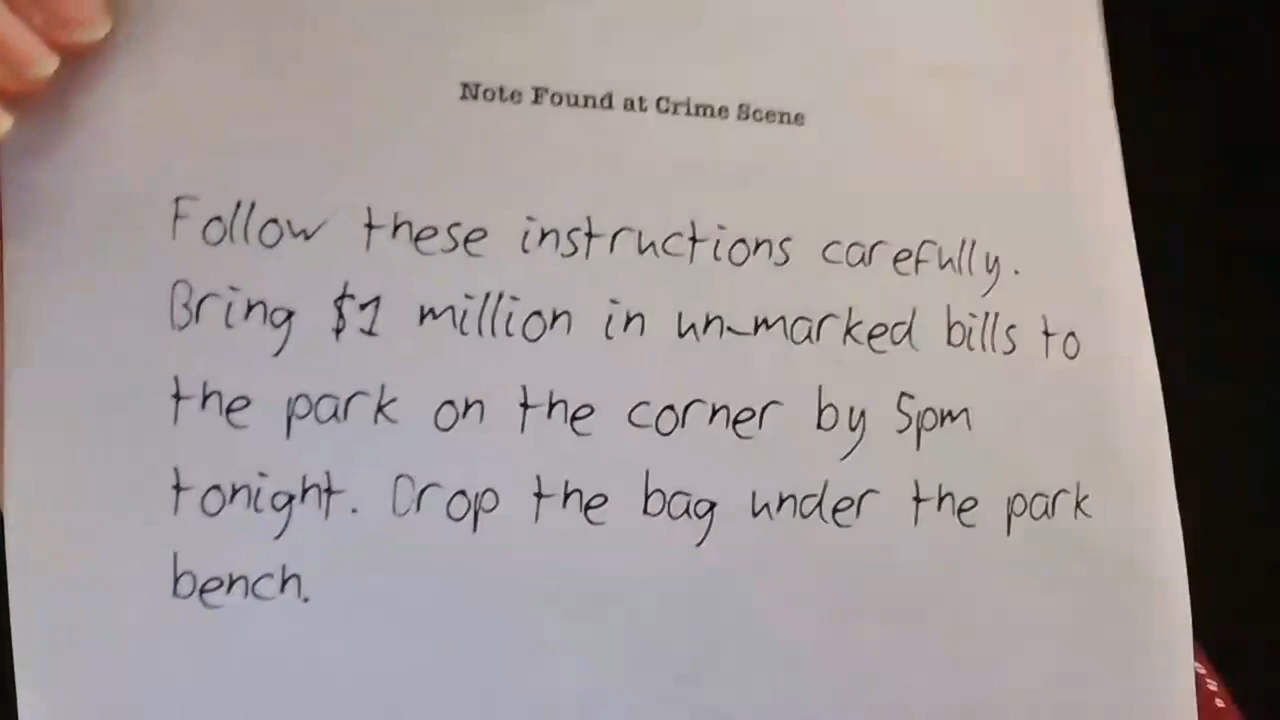 Note Found at Crime Scene
Follow these instructions carefully.
Bring $1 million in un-marked bills to
the park on the corner by 5pm
tonight. Drop the bag under the park
bench.